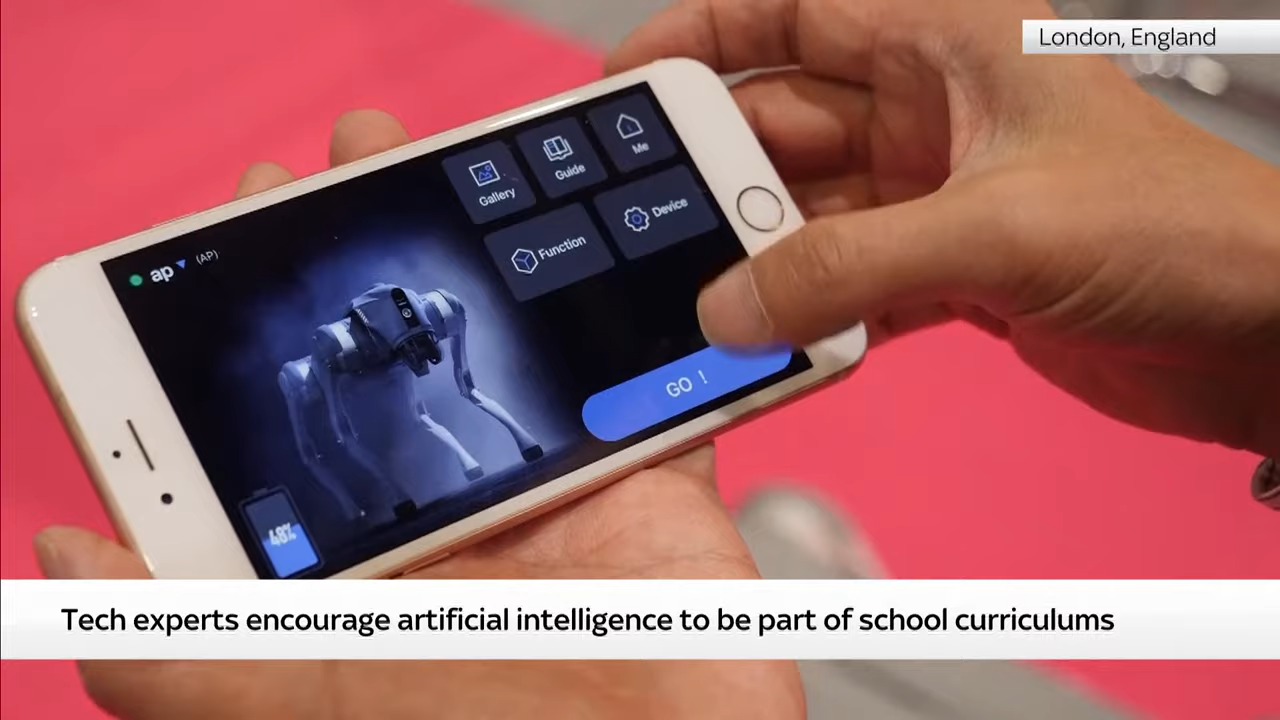 London, England
Gallery
Guide
Me
Function
Device
ap (AP)
GO !
48%
Tech experts encourage artificial intelligence to be part of school curriculums